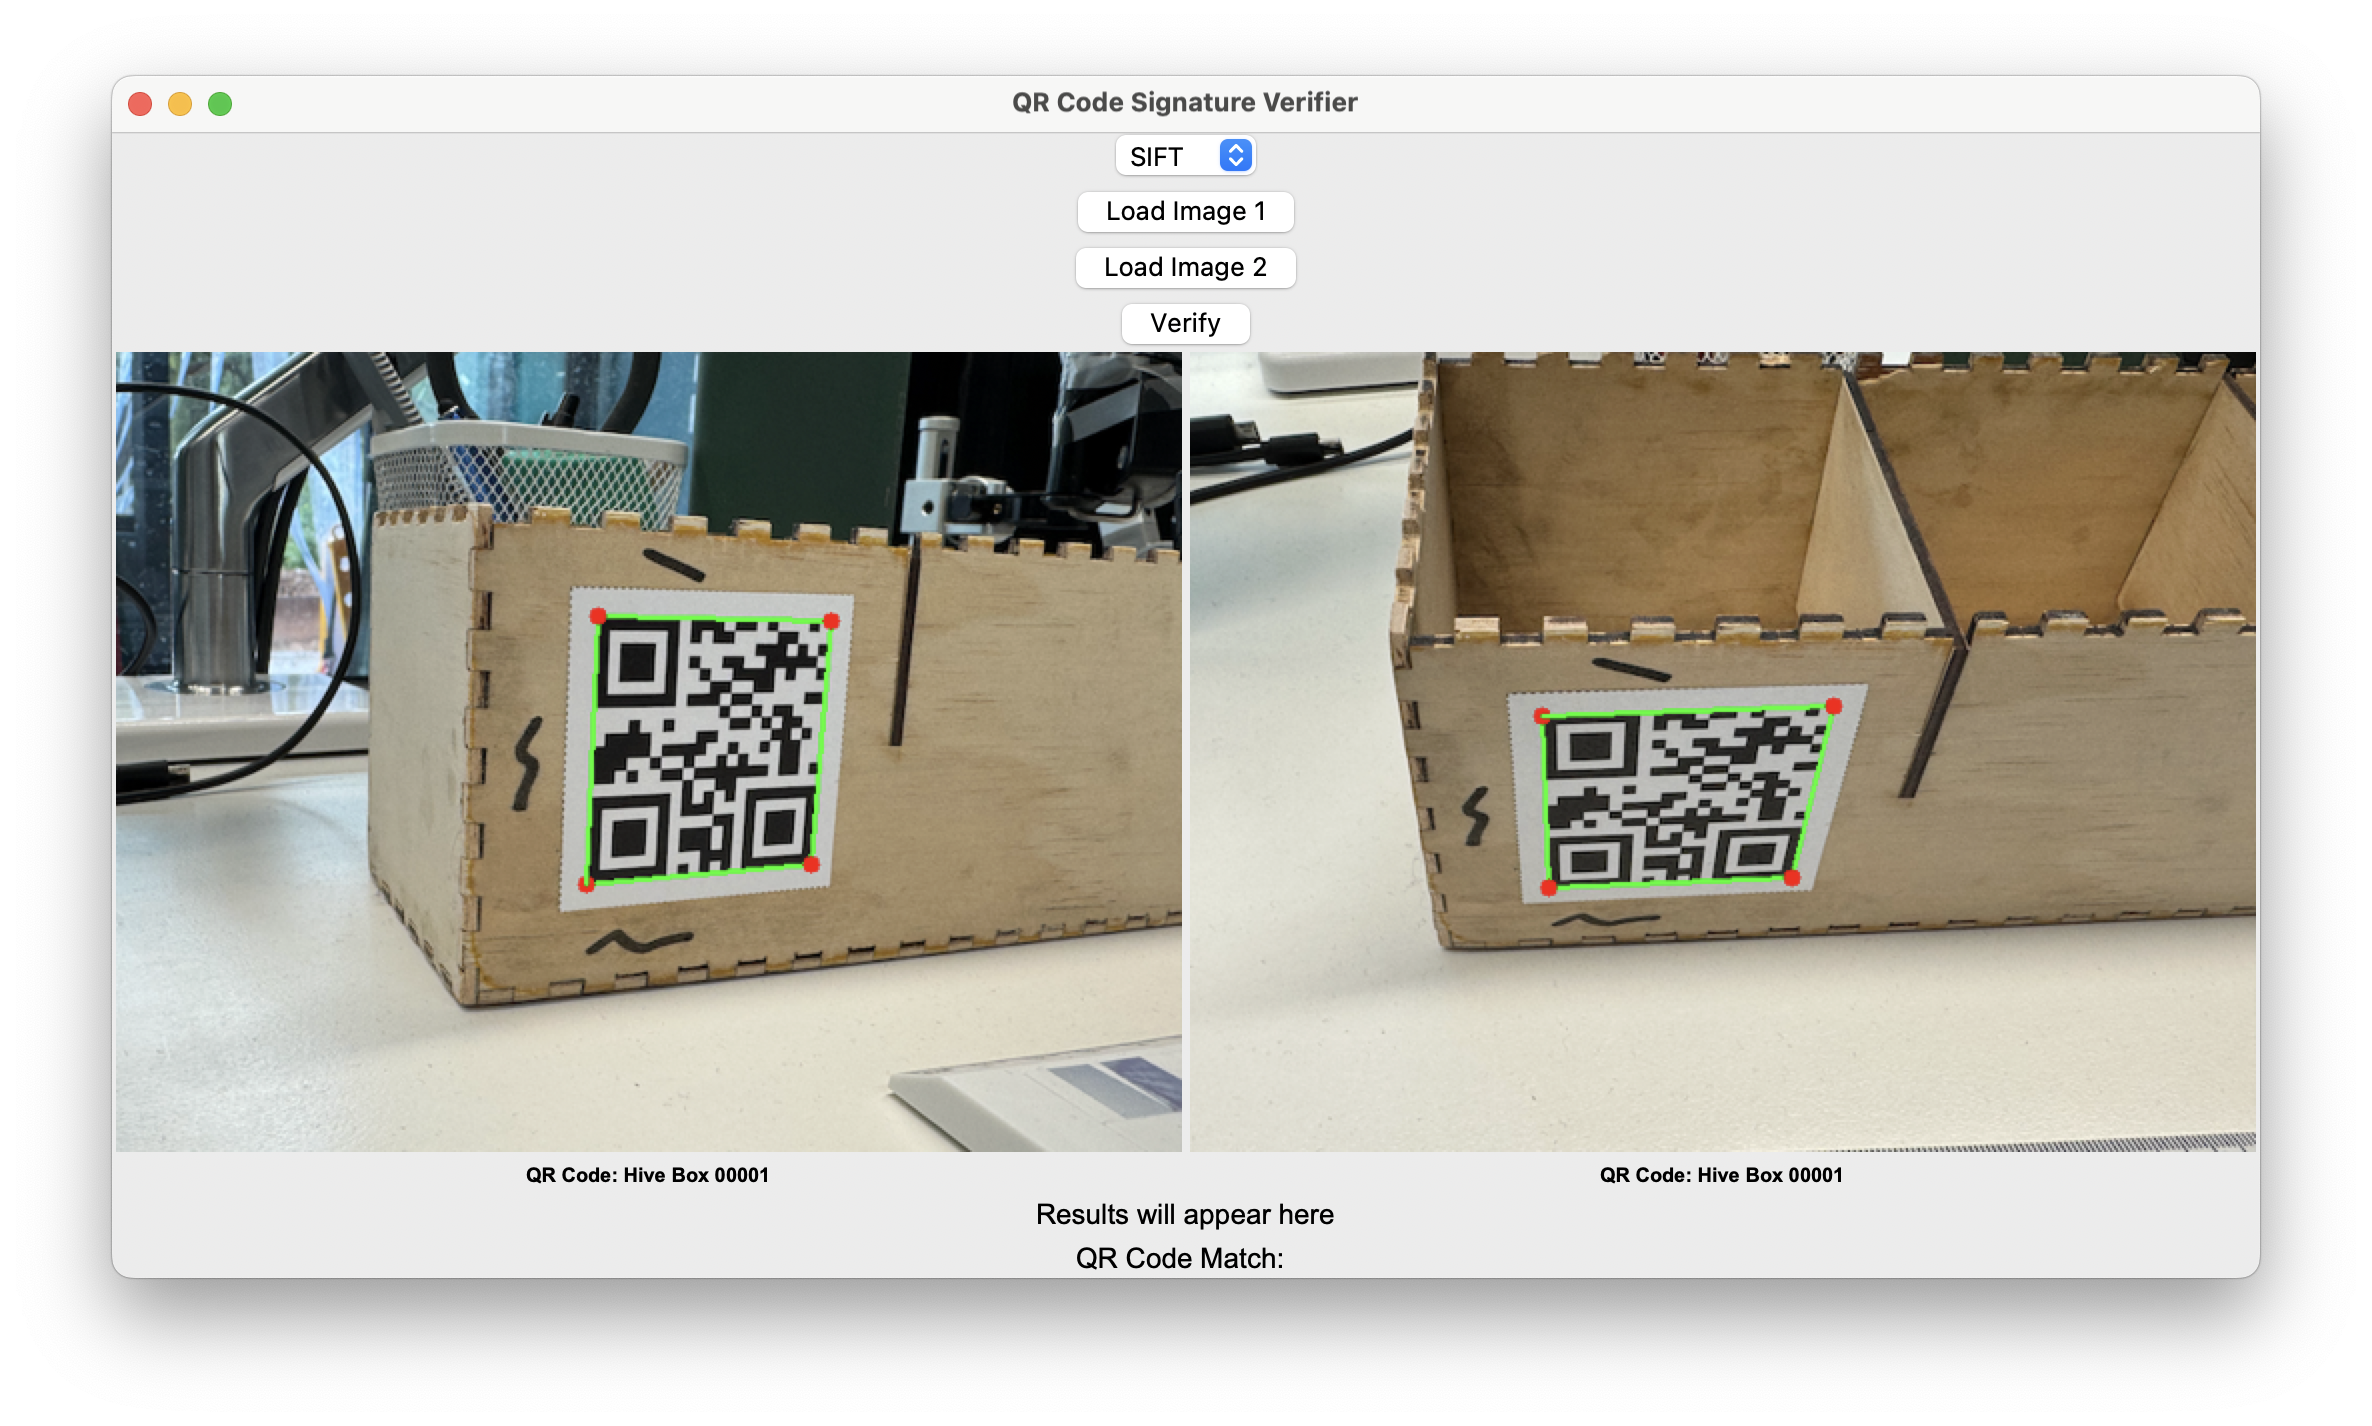 QR Code Signature Verifier
SIFT
Load Image 1
Load Image 2
Verify
QR Code: Hive Box 00001
QR Code: Hive Box 00001
Results will appear here
QR Code Match: